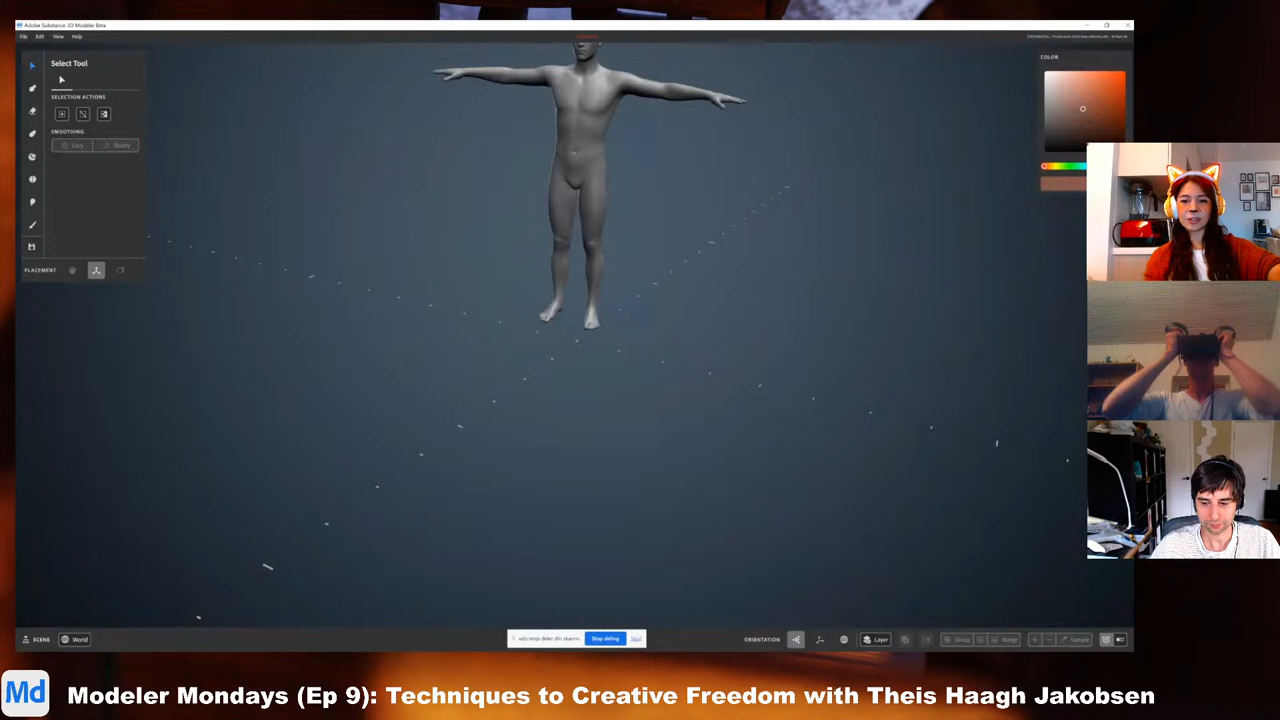 Adobe Substance 3D Modeler Beta
File Edit View Help
Select Tool
SELECTION ACTIONS
SMOOTHING
Lazy Steady
PLACEMENT
COLOR
SCENE World
Stop deling Skjul
ORIENTATION Layer Group Merge Sample
Md Modeler Mondays (Ep 9): Techniques to Creative Freedom with Theis Haagh Jakobsen